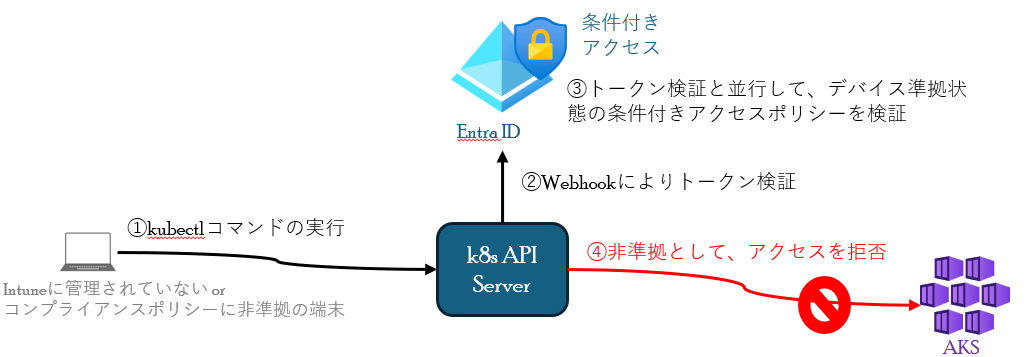 条件付き
アクセス
③トークン検証と並行して、デバイス準拠状
態の条件付きアクセスポリシーを検証
Entra ID
②Webhookによりトークン検証
①kubectlコマンドの実行
k8s API
Server
④非準拠として、アクセスを拒否
Intuneに管理されていない or
コンプライアンスポリシーに非準拠の端末
AKS